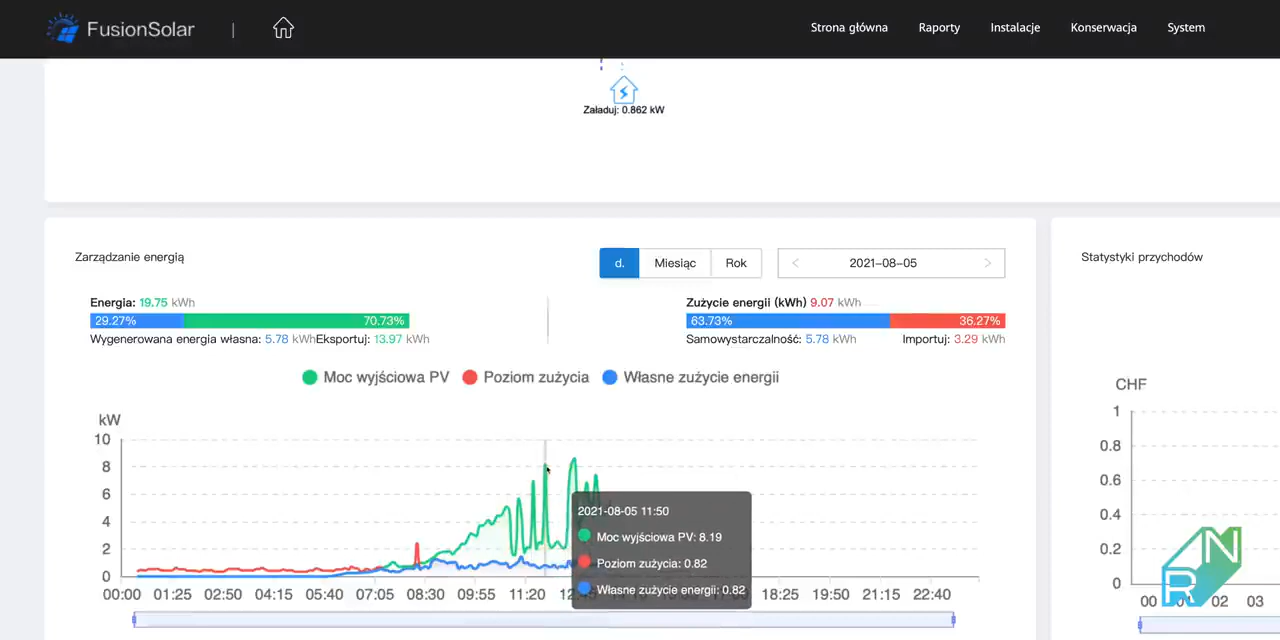 FusionSolar | Strona główna Raporty Instalacje Konserwacja System
Załaduj: 0.862 kW
Zarządzanie energią d. Miesiąc Rok < 2021-08-05 > Statystyki przychodów
Energia: 19.75 kWh Zużycie energii (kWh) 9.07 kWh
29.27% 70.73% 63.73% 36.27%
Wygenerowana energia własna: 5.78 kWhEksportuj: 13.97 kWh Samowystarczalność: 5.78 kWh Importuj: 3.29 kWh
Moc wyjściowa PV Poziom zużycia Własne zużycie energii
CHF
kW
10
8
6
4
2
0
00:00 01:25 02:50 04:15 05:40 07:05 08:30 09:55 11:20 18:25 19:50 21:15 22:40
2021-08-05 11:50
Moc wyjściowa PV: 8.19
Poziom zużycia: 0.82
Własne zużycie energii: 0.82
1
0.8
0.6
0.4
0.2
0
00 02 03
RN